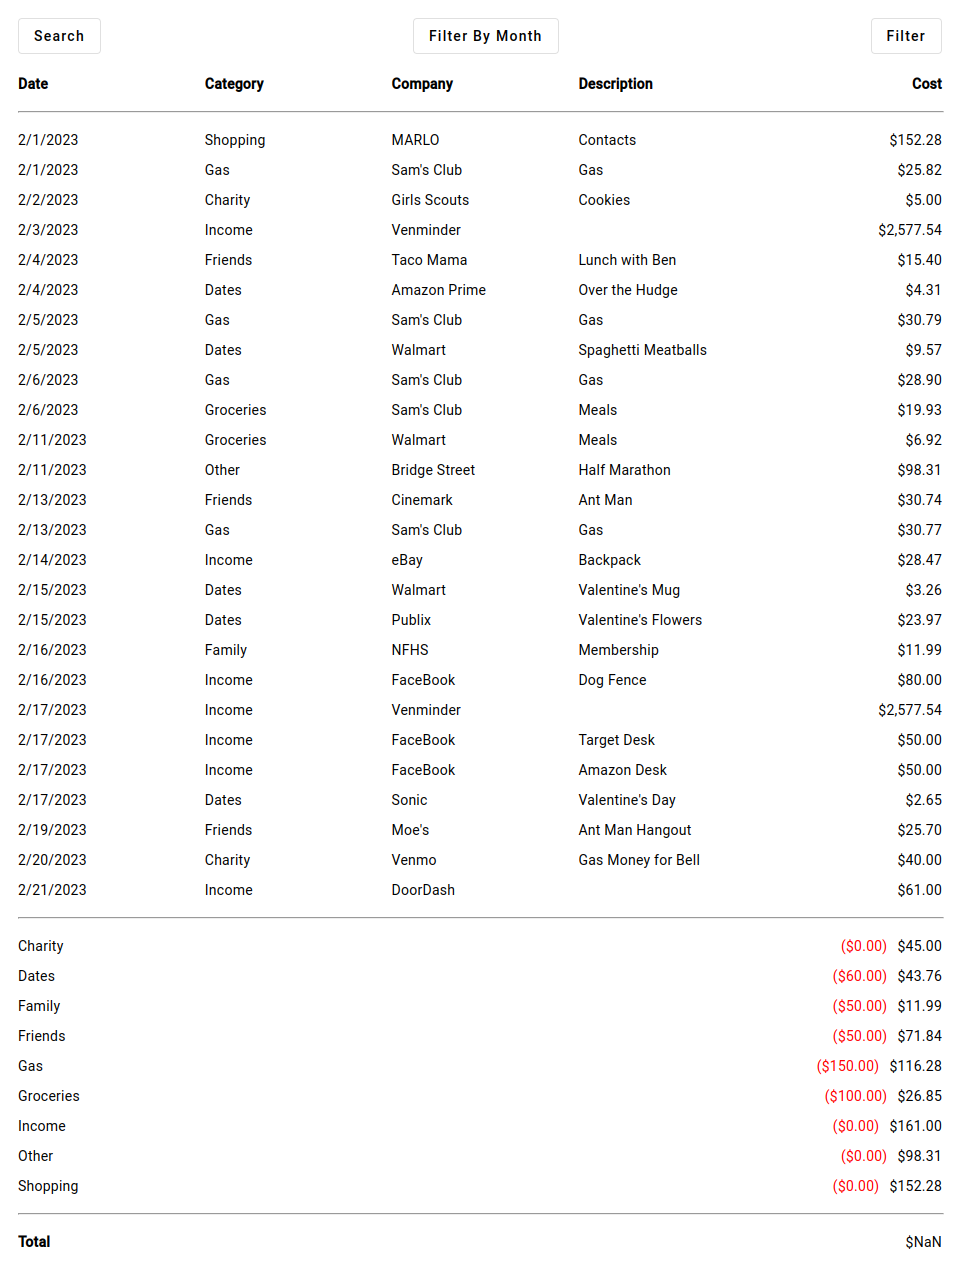 Search Filter By Month Filter
Date Category Company Description Cost
2/1/2023 Shopping MARLO Contacts $152.28
2/1/2023 Gas Sam's Club Gas $25.82
2/2/2023 Charity Girls Scouts Cookies $5.00
2/3/2023 Income Venminder $2,577.54
2/4/2023 Friends Taco Mama Lunch with Ben $15.40
2/4/2023 Dates Amazon Prime Over the Hudge $4.31
2/5/2023 Gas Sam's Club Gas $30.79
2/5/2023 Dates Walmart Spaghetti Meatballs $9.57
2/6/2023 Gas Sam's Club Gas $28.90
2/6/2023 Groceries Sam's Club Meals $19.93
2/11/2023 Groceries Walmart Meals $6.92
2/11/2023 Other Bridge Street Half Marathon $98.31
2/13/2023 Friends Cinemark Ant Man $30.74
2/13/2023 Gas Sam's Club Gas $30.77
2/14/2023 Income eBay Backpack $28.47
2/15/2023 Dates Walmart Valentine's Mug $3.26
2/15/2023 Dates Publix Valentine's Flowers $23.97
2/16/2023 Family NFHS Membership $11.99
2/16/2023 Income FaceBook Dog Fence $80.00
2/17/2023 Income Venminder $2,577.54
2/17/2023 Income FaceBook Target Desk $50.00
2/17/2023 Income FaceBook Amazon Desk $50.00
2/17/2023 Dates Sonic Valentine's Day $2.65
2/19/2023 Friends Moe's Ant Man Hangout $25.70
2/20/2023 Charity Venmo Gas Money for Bell $40.00
2/21/2023 Income DoorDash $61.00
Charity ($0.00) $45.00
Dates ($60.00) $43.76
Family ($50.00) $11.99
Friends ($50.00) $71.84
Gas ($150.00) $116.28
Groceries ($100.00) $26.85
Income ($0.00) $161.00
Other ($0.00) $98.31
Shopping ($0.00) $152.28
Total $NaN